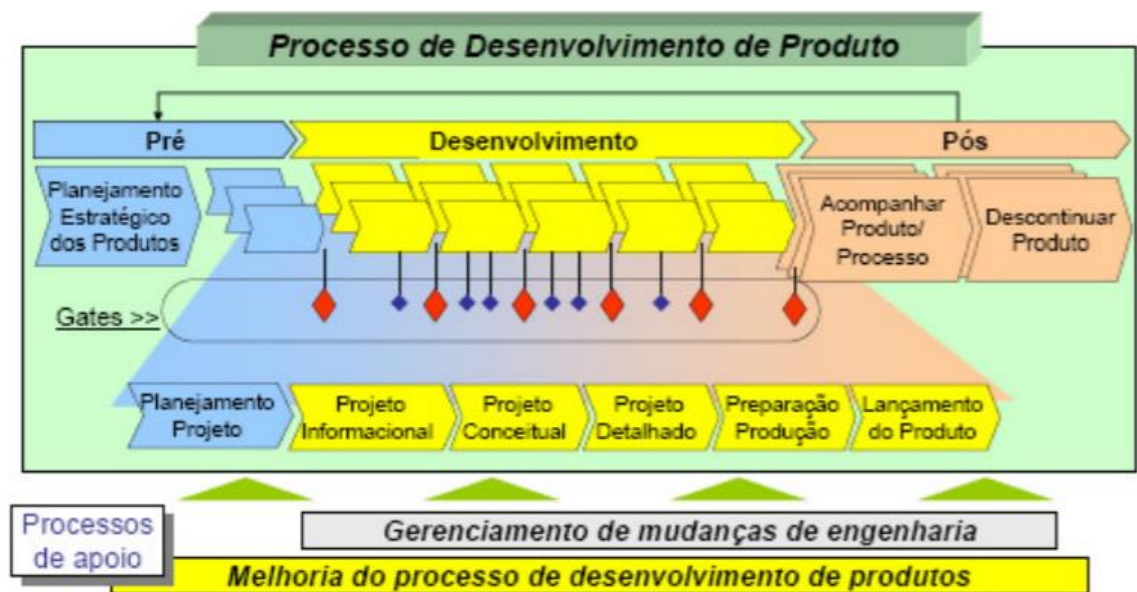 Processo de Desenvolvimento de Produto
Pré
Desenvolvimento
Pós
Planejamento
Estratégico
dos Produtos
Acompanhar
Produto/
Processo
Descontinuar
Produto
Gates >>
Planejamento
Projeto
Projeto
Informacional
Projeto
Conceitual
Projeto
Detalhado
Preparação
Produção
Lançamento
do Produto
Processos
de apoio
Gerenciamento de mudanças de engenharia
Melhoria do processo de desenvolvimento de produtos